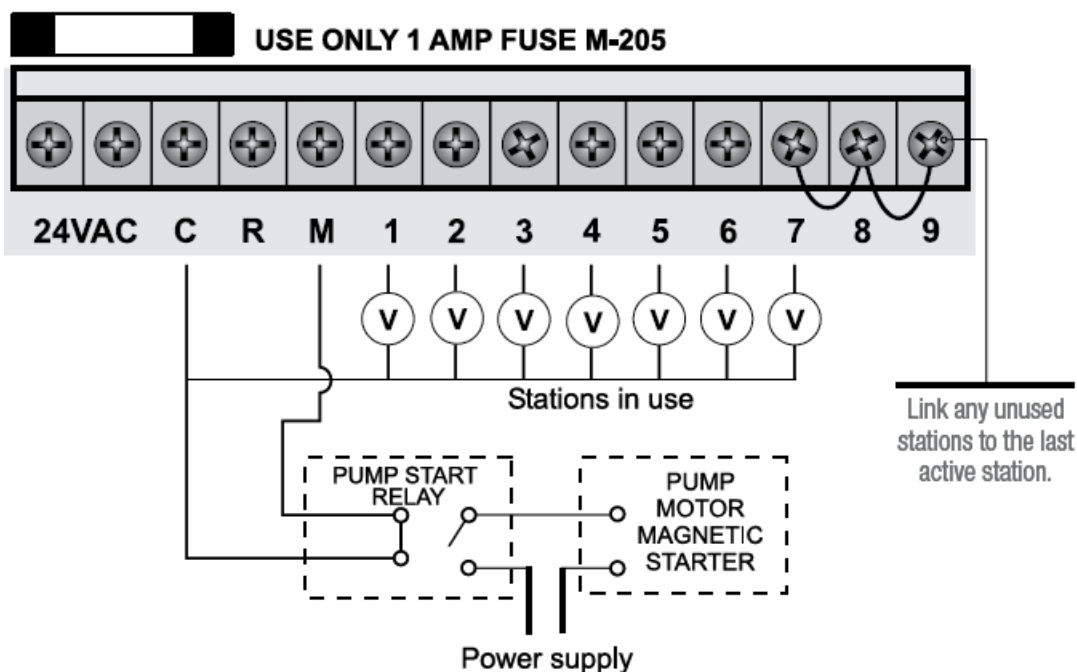 USE ONLY 1 AMP FUSE M-205
24VAC C R M 1 2 3 4 5 6 7 8 9
V V V V V V V
Stations in use
Link any unused
stations to the last
active station.
PUMP START
RELAY
PUMP
MOTOR
MAGNETIC
STARTER
Power supply